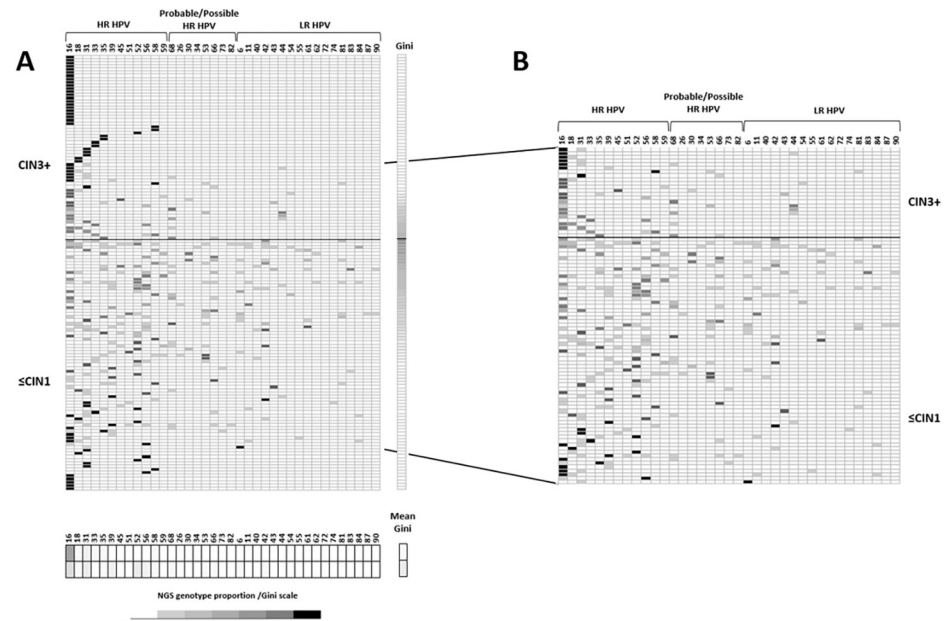 A
HR HPV
Probable/Possible
HR HPV
LR HPV
Gini
16 18 31 33 35 39 45 51 52 56 58 59 68 26 30 34 53 66 73 82 6 11 40 42 43 44 54 55 61 62 72 74 81 83 84 87 90
CIN3+
≤CIN1
B
HR HPV
Probable/Possible
HR HPV
LR HPV
16 18 31 33 35 39 45 51 52 56 58 59 68 26 30 34 53 66 73 82 6 11 40 42 43 44 54 55 61 62 72 74 81 83 84 87 90
CIN3+
≤CIN1
Mean
Gini
16 18 31 33 35 39 45 51 52 56 58 59 68 26 30 34 53 66 73 82 6 11 40 42 43 44 54 55 61 62 72 74 81 83 84 87 90
NGS genotype proportion /Gini scale